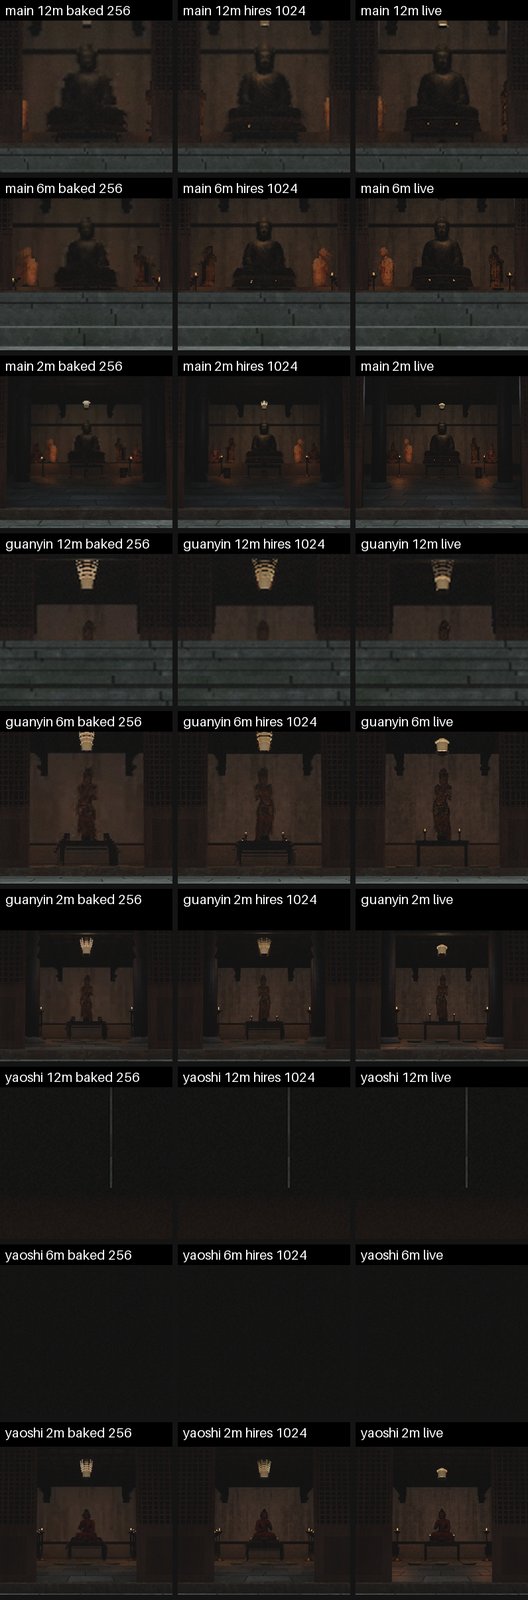 main 12m baked 256
main 12m hires 1024
main 12m live
main 6m baked 256
main 6m hires 1024
main 6m live
main 2m baked 256
main 2m hires 1024
main 2m live
guanyin 12m baked 256
guanyin 12m hires 1024
guanyin 12m live
guanyin 6m baked 256
guanyin 6m hires 1024
guanyin 6m live
guanyin 2m baked 256
guanyin 2m hires 1024
guanyin 2m live
yaoshi 12m baked 256
yaoshi 12m hires 1024
yaoshi 12m live
yaoshi 6m baked 256
yaoshi 6m hires 1024
yaoshi 6m live
yaoshi 2m baked 256
yaoshi 2m hires 1024
yaoshi 2m live